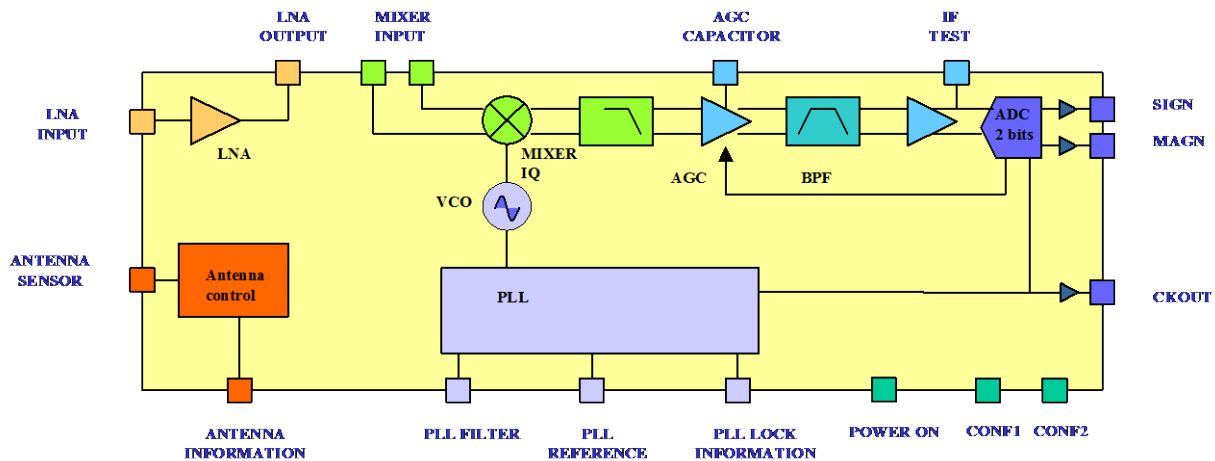 LNA
OUTPUT
MIXER
INPUT
AGC
CAPACITOR
IF
TEST
LNA
INPUT
LNA
MIXER
IQ
AGC
BPF
ADC
2 bits
SIGN
MAGN
VCO
ANTENNA
SENSOR
Antenna
control
PLL
CKOUT
ANTENNA
INFORMATION
PLL FILTER
PLL
REFERENCE
PLL LOCK
INFORMATION
POWER ON
CONF1
CONF2